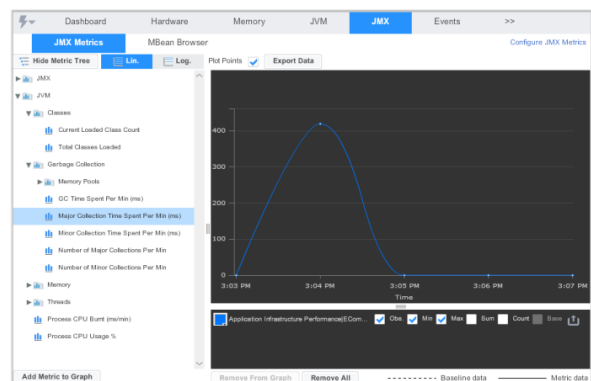 Dashboard Hardware Memory JVM JMX Events >>
JMX Metrics MBean Browser Configure JMX Metrics
Hide Metric Tree Lin. Log. Plot Points Export Data
JMX
JVM
Classes
Current Loaded Class Count
Total Classes Loaded
Garbage Collection
Memory Pools
GC Time Spent Per Min (ms)
Major Collection Time Spent Per Min (ms)
Minor Collection Time Spent Per Min (ms)
Number of Major Collections Per Min
Number of Minor Collections Per Min
Memory
Threads
Process CPU Burnt (ms/min)
Process CPU Usage %
Add Metric to Graph
400
300
200
100
0
3:03 PM 3:04 PM 3:05 PM 3:06 PM 3:07 PM
Time
Application Infrastructure Performance|ECom... Obs. Min Max Sum Count Base
Remove From Graph Remove All Baseline data Metric data